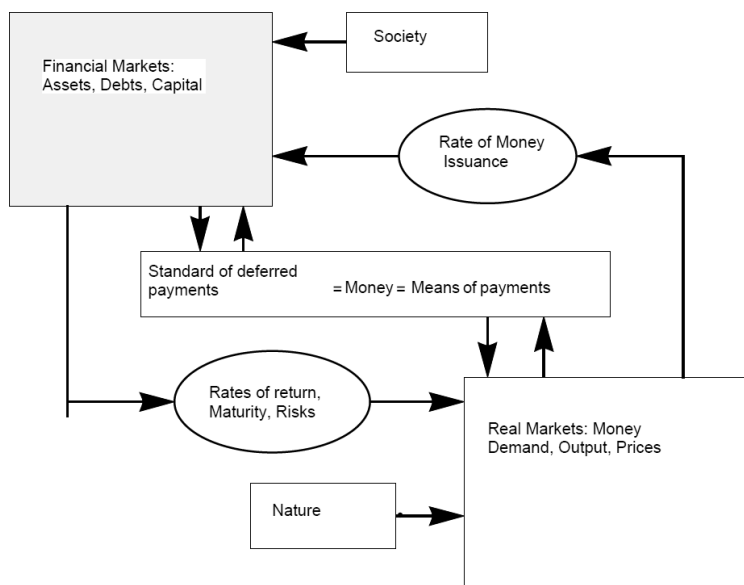 Society
Financial Markets:
Assets, Debts, Capital
Rate of Money
Issuance
Standard of deferred
payments = Money = Means of payments
Rates of return,
Maturity, Risks
Real Markets: Money
Demand, Output, Prices
Nature